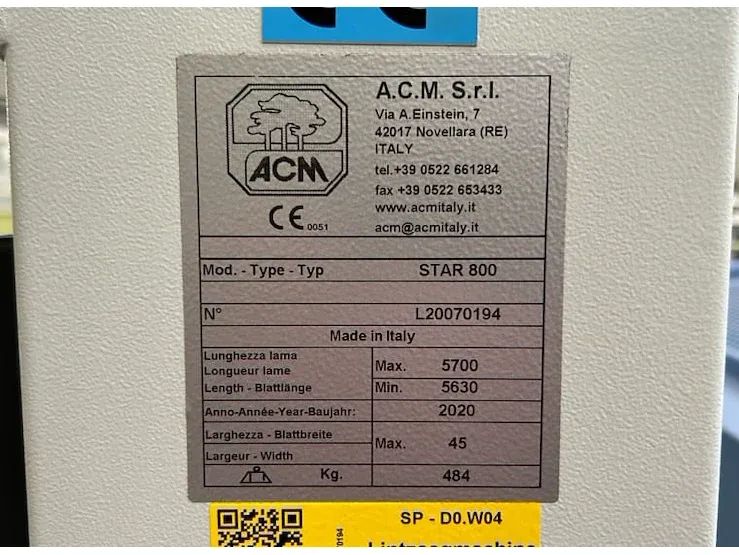 A.C.M. S.r.l.
Via A.Einstein, 7
42017 Novellara (RE)
ITALY
tel.+39 0522 661284
fax +39 0522 653433
www.acmitaly.it
acm@acmitaly.it
ACM
CE 0051
Mod. - Type - Typ STAR 800
N° L20070194
Made in Italy
Lunghezza lama
Longueur lame
Length - Blattlänge
Max. 5700
Min. 5630
Anno-Année-Year-Baujahr: 2020
Larghezza - Blattbreite
Largeur - Width
Max. 45
Kg. 484
SP - D0.W04
0194